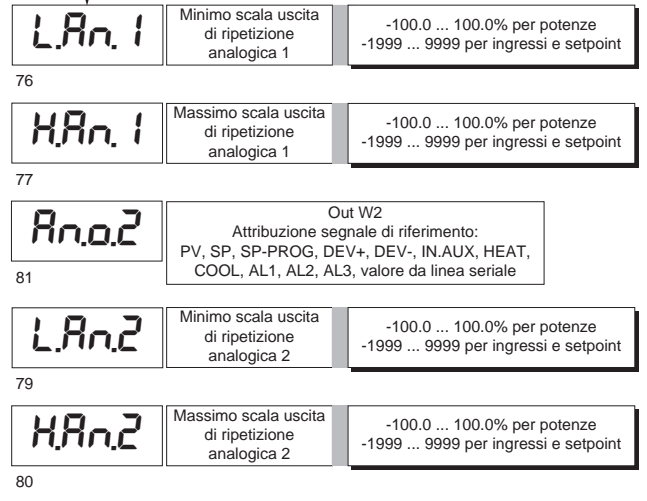 L.An. 1
Minimo scala uscita
di ripetizione
analogica 1
-100.0 ... 100.0% per potenze
-1999 ... 9999 per ingressi e setpoint
76
H.An. 1
Massimo scala uscita
di ripetizione
analogica 1
-100.0 ... 100.0% per potenze
-1999 ... 9999 per ingressi e setpoint
77
An.o.2
Out W2
Attribuzione segnale di riferimento:
PV, SP, SP-PROG, DEV+, DEV-, IN.AUX, HEAT,
COOL, AL1, AL2, AL3, valore da linea seriale
81
L.An.2
Minimo scala uscita
di ripetizione
analogica 2
-100.0 ... 100.0% per potenze
-1999 ... 9999 per ingressi e setpoint
79
H.An.2
Massimo scala uscita
di ripetizione
analogica 2
-100.0 ... 100.0% per potenze
-1999 ... 9999 per ingressi e setpoint
80